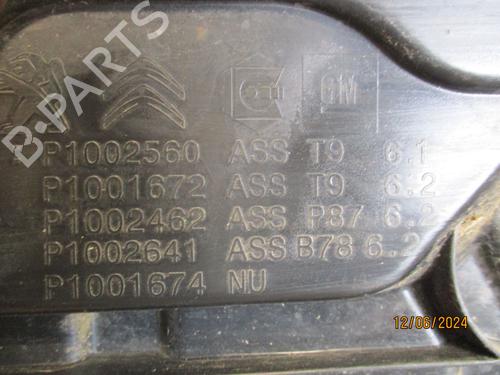 B-PARTS
GM
P1002560 ASS T9 6.1
P1001672 ASS T9 6.2
P1002462 ASS P87 6.2
P1002641 ASS B78 6.2
P1001674 NU
12/06/2024